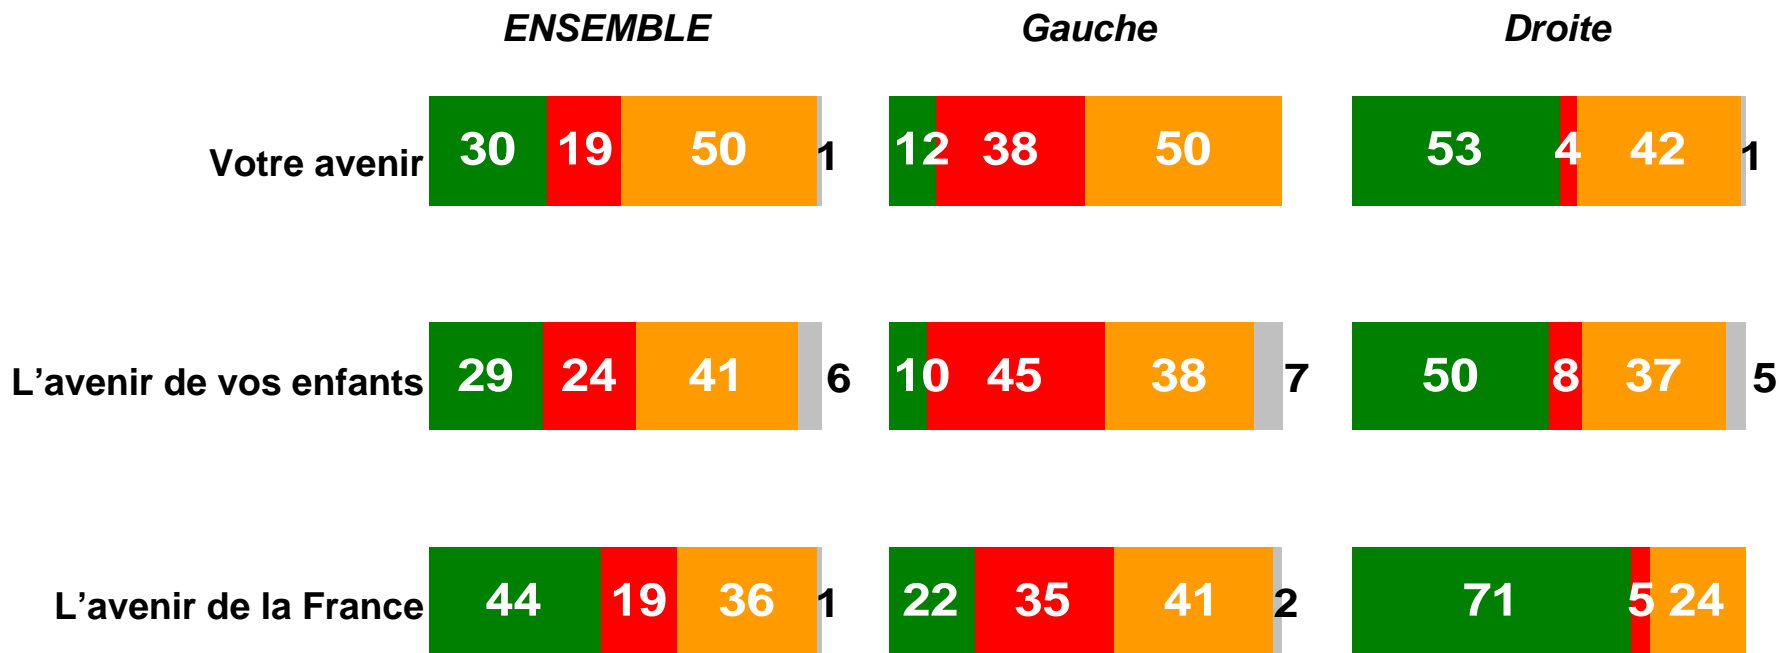 ENSEMBLE Gauche Droite
Votre avenir 30 19 50 1 12 38 50 53 4 42 1
L’avenir de vos enfants 29 24 41 6 10 45 38 7 50 8 37 5
L’avenir de la France 44 19 36 1 22 35 41 2 71 5 24